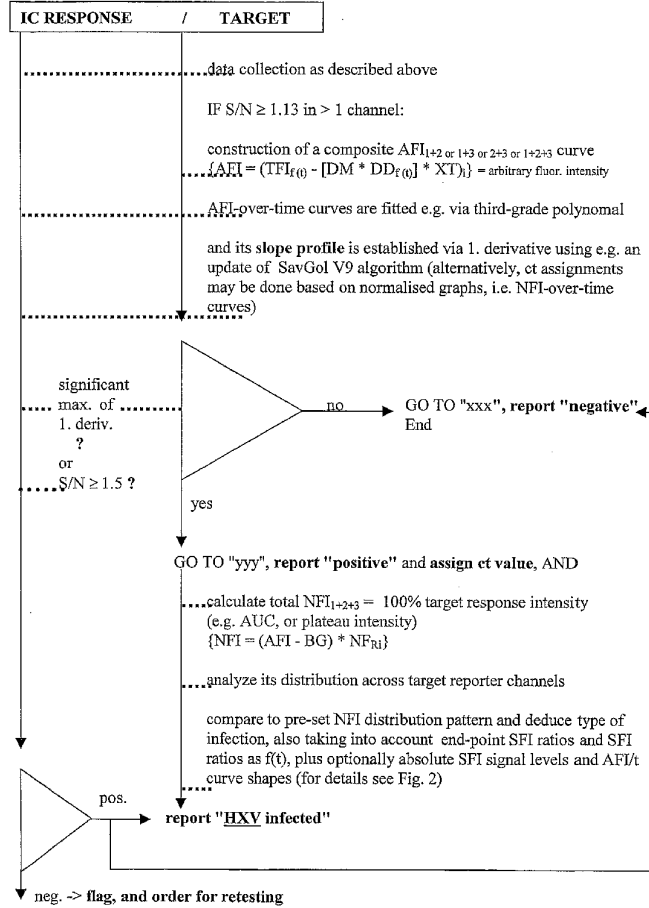 IC RESPONSE / TARGET
data collection as described above
IF S/N ≥ 1.13 in > 1 channel:
construction of a composite AFI1+2 or 1+3 or 2+3 or 1+2+3 curve
{AFI = (TFIf(t) - [DM * DDf(t)] * XT)i} = arbitrary fluor. intensity
AFI-over-time curves are fitted e.g. via third-grade polynomal
and its slope profile is established via 1. derivative using e.g. an
update of SavGol V9 algorithm (alternatively, ct assignments
may be done based on normalised graphs, i.e. NFI-over-time
curves)
significant
max. of
1. deriv.
?
or
S/N ≥ 1.5 ?
no
GO TO "xxx", report "negative"
End
yes
GO TO "yyy", report "positive" and assign ct value, AND
calculate total NFI1+2+3 = 100% target response intensity
(e.g. AUC, or plateau intensity)
{NFI = (AFI - BG) * NFRi}
analyze its distribution across target reporter channels
compare to pre-set NFI distribution pattern and deduce type of
infection, also taking into account end-point SFI ratios and SFI
ratios as f(t), plus optionally absolute SFI signal levels and AFI/t
curve shapes (for details see Fig. 2)
pos.
report "HXV infected"
neg. -> flag, and order for retesting